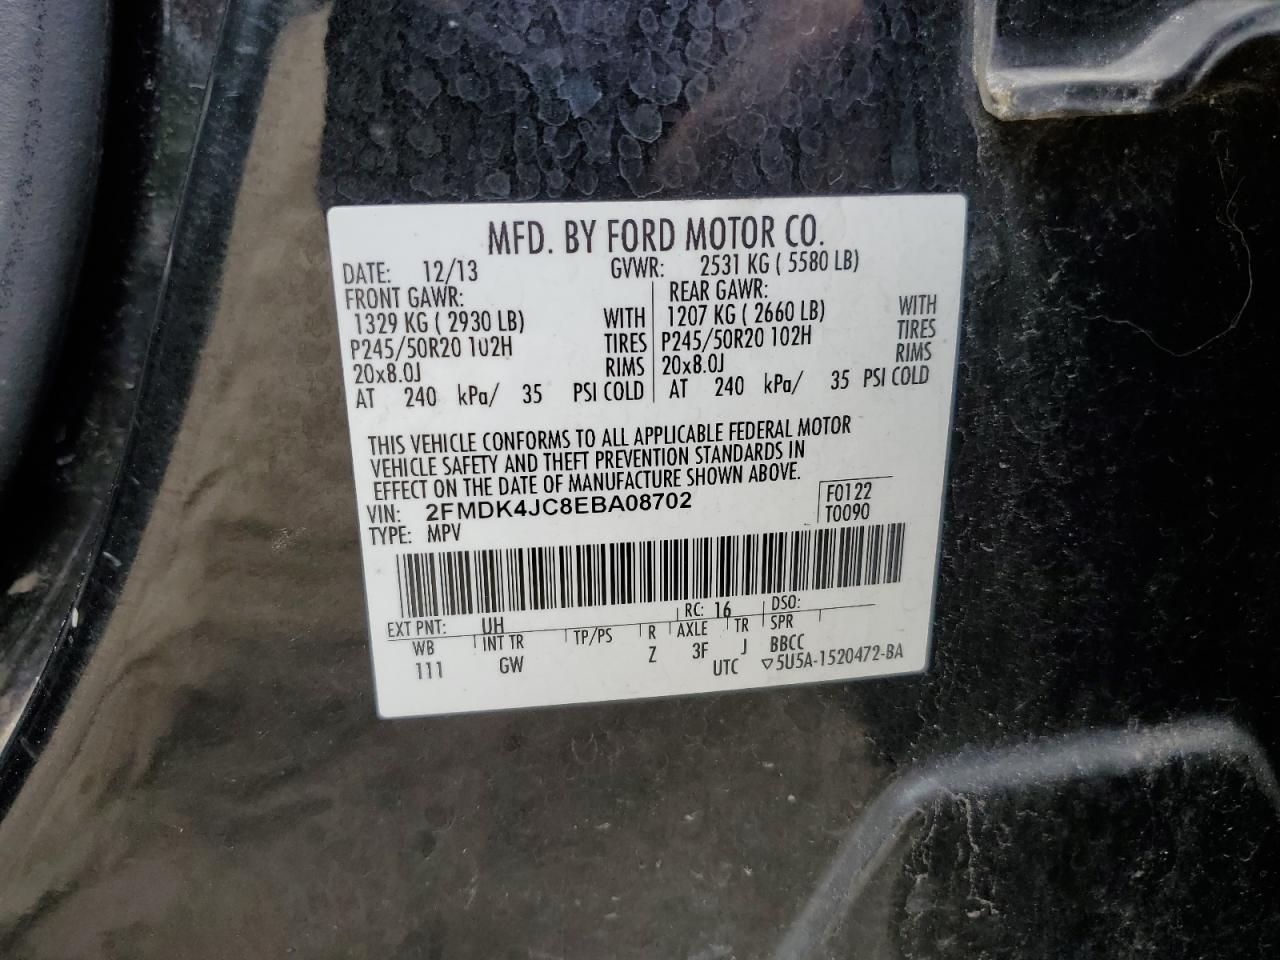 MFD. BY FORD MOTOR CO.
DATE: 12/13 GVWR: 2531 KG ( 5580 LB)
FRONT GAWR: REAR GAWR:
1329 KG ( 2930 LB) WITH 1207 KG ( 2660 LB) WITH
P245/50R20 102H TIRES P245/50R20 102H TIRES
20x8.0J RIMS 20x8.0J RIMS
AT 240 kPa/ 35 PSI COLD AT 240 kPa/ 35 PSI COLD
THIS VEHICLE CONFORMS TO ALL APPLICABLE FEDERAL MOTOR
VEHICLE SAFETY AND THEFT PREVENTION STANDARDS IN
EFFECT ON THE DATE OF MANUFACTURE SHOWN ABOVE.
VIN: 2FMDK4JC8EBA08702 F0122
TYPE: MPV T0090
EXT PNT: UH RC: 16 DSO:
WB INT TR TP/PS R AXLE TR SPR
111 GW Z 3F J BBCC
UTC ▽5U5A-1520472-BA